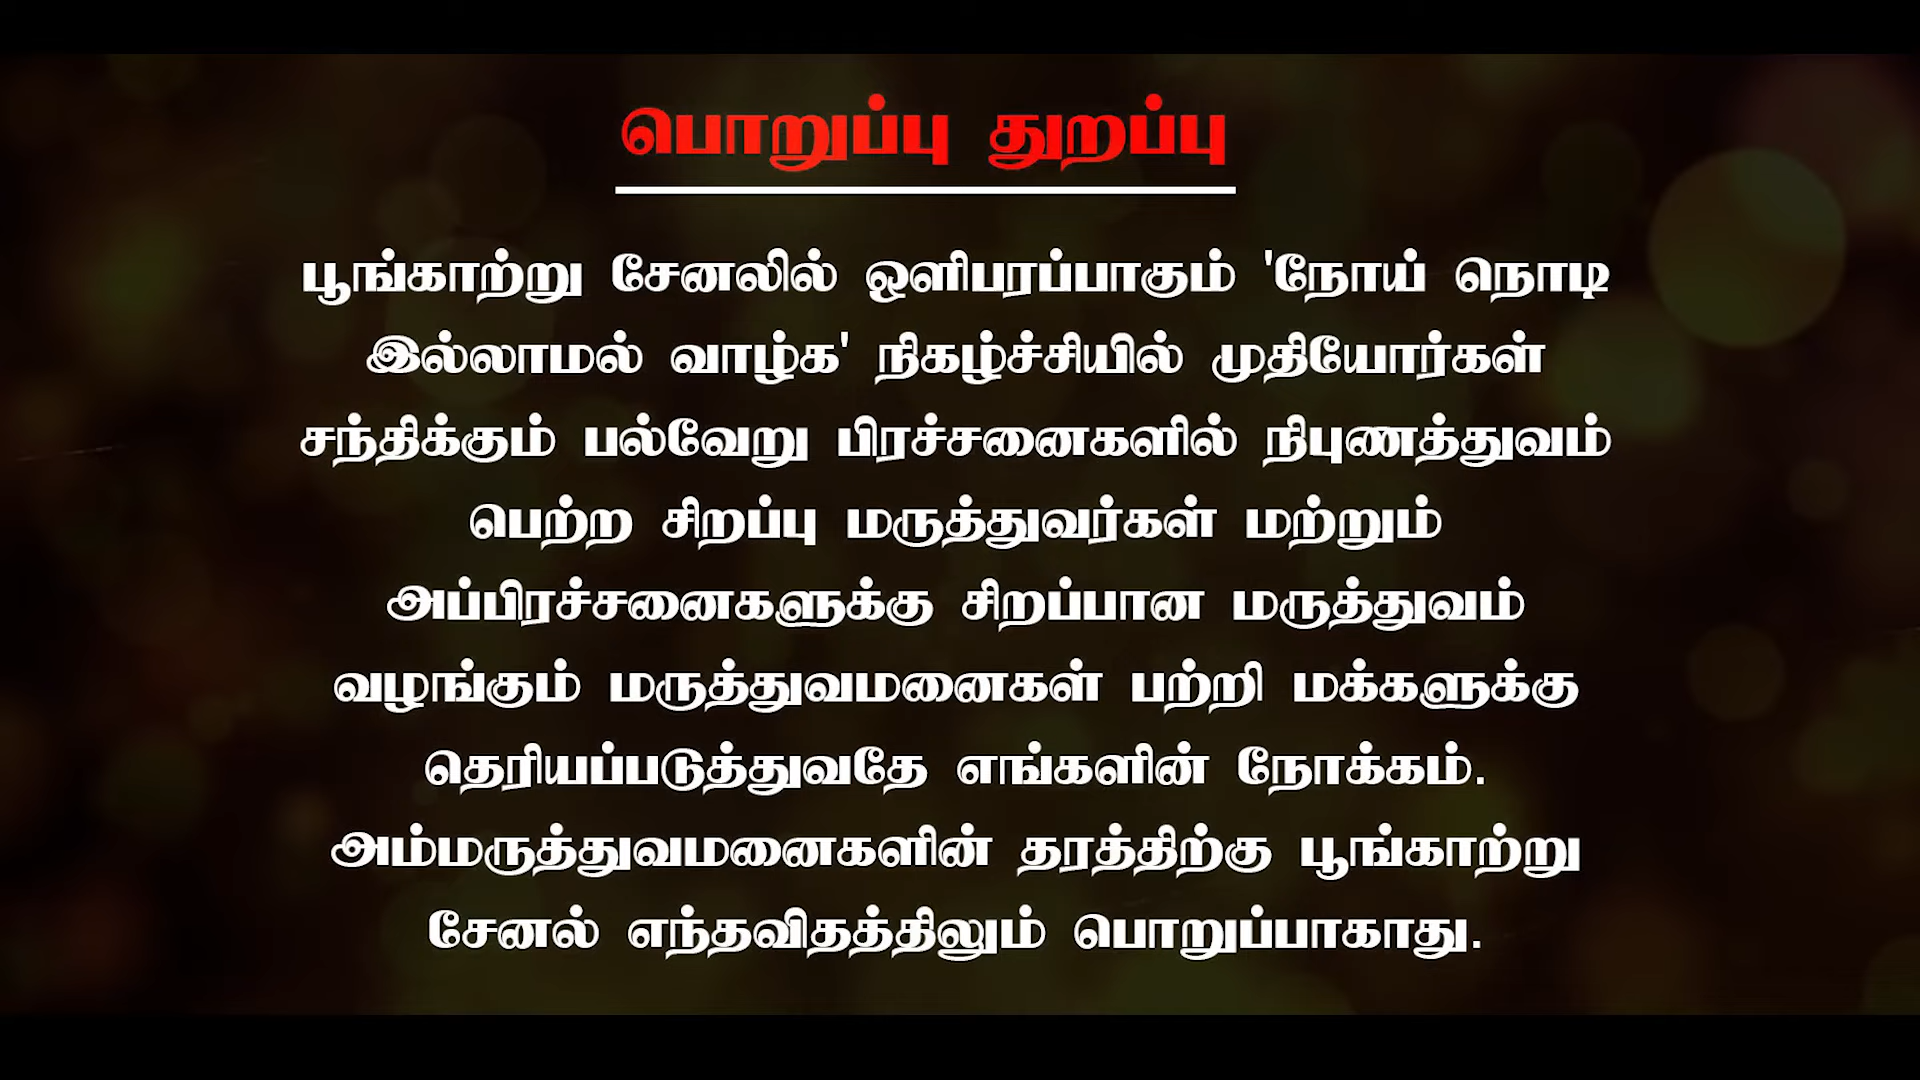 பொறுப்பு துறப்பு
பூங்காற்று சேனலில் ஒளிபரப்பாகும் 'நோய் நொடி
இல்லாமல் வாழ்க' நிகழ்ச்சியில் முதியோர்கள்
சந்திக்கும் பல்வேறு பிரச்சனைகளில் நிபுணத்துவம்
பெற்ற சிறப்பு மருத்துவர்கள் மற்றும்
அப்பிரச்சனைகளுக்கு சிறப்பான மருத்துவம்
வழங்கும் மருத்துவமனைகள் பற்றி மக்களுக்கு
தெரியப்படுத்துவதே எங்களின் நோக்கம்.
அம்மருத்துவமனைகளின் தரத்திற்கு பூங்காற்று
சேனல் எந்தவிதத்திலும் பொறுப்பாகாது.